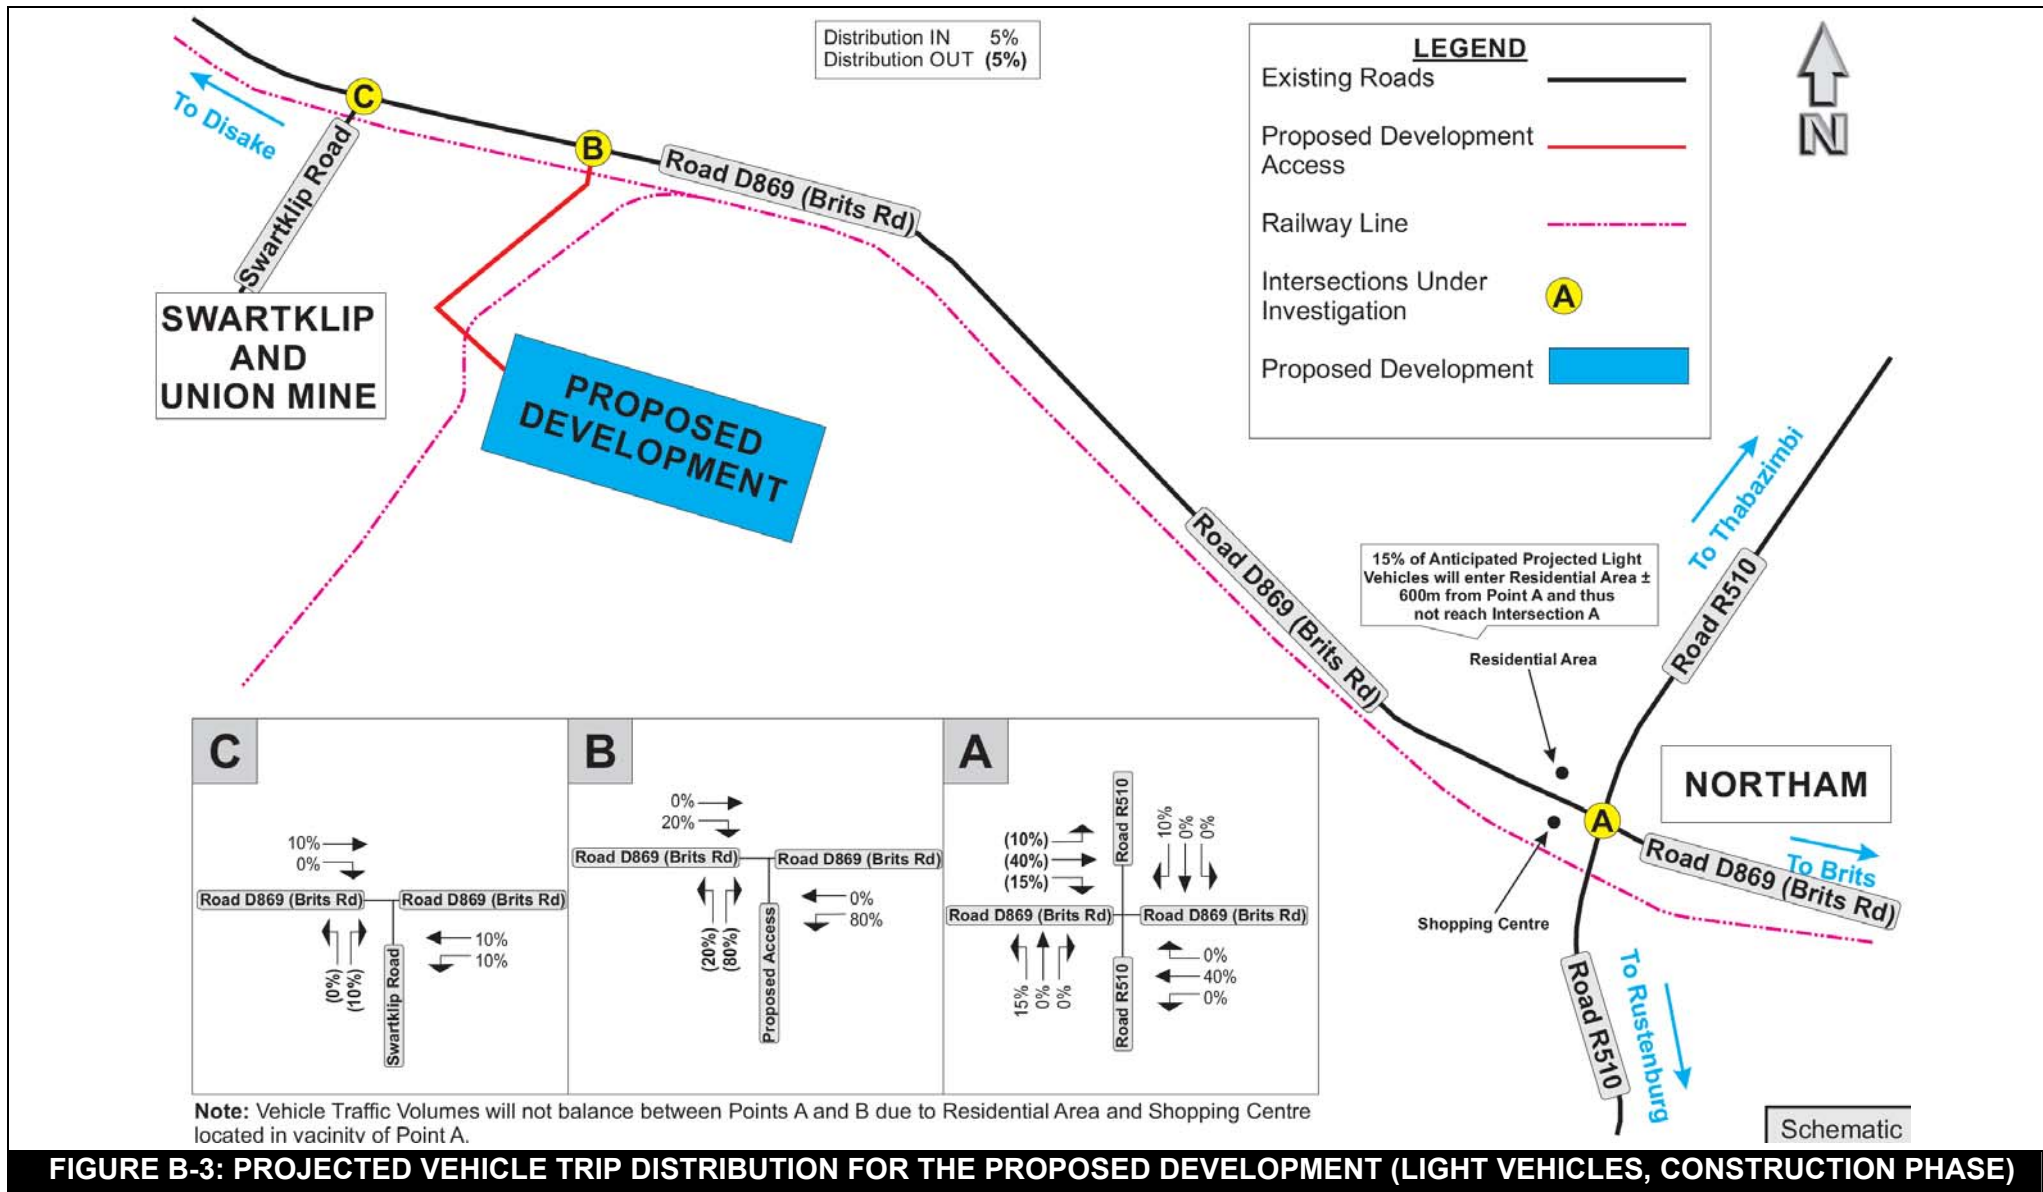 Distribution IN 5%
Distribution OUT (5%)
LEGEND
Existing Roads
Proposed Development
Access
Railway Line
Intersections Under
Investigation
A
Proposed Development
N
C
To Disake
B
Road D869 (Brits Rd)
Swartklip Road
SWARTKLIP
AND
UNION MINE
PROPOSED
DEVELOPMENT
To Thabazimbi
Road R510
Road D869 (Brits Rd)
15% of Anticipated Projected Light
Vehicles will enter Residential Area ±
600m from Point A and thus
not reach Intersection A
Residential Area
NORTHAM
A
To Brits
Road D869 (Brits Rd)
Shopping Centre
Road R510
To Rustenburg
C
10%
0%
Road D869 (Brits Rd)
Road D869 (Brits Rd)
(0%)
(10%)
Swartklip Road
10%
10%
B
0%
20%
Road D869 (Brits Rd)
Road D869 (Brits Rd)
(20%)
(80%)
Proposed Access
0%
80%
A
Road R510
(10%)
(40%)
(15%)
10%
0%
0%
Road D869 (Brits Rd)
Road D869 (Brits Rd)
15%
0%
0%
Road R510
0%
40%
0%
Note: Vehicle Traffic Volumes will not balance between Points A and B due to Residential Area and Shopping Centre
located in vacinity of Point A.
Schematic
FIGURE B-3: PROJECTED VEHICLE TRIP DISTRIBUTION FOR THE PROPOSED DEVELOPMENT (LIGHT VEHICLES, CONSTRUCTION PHASE)